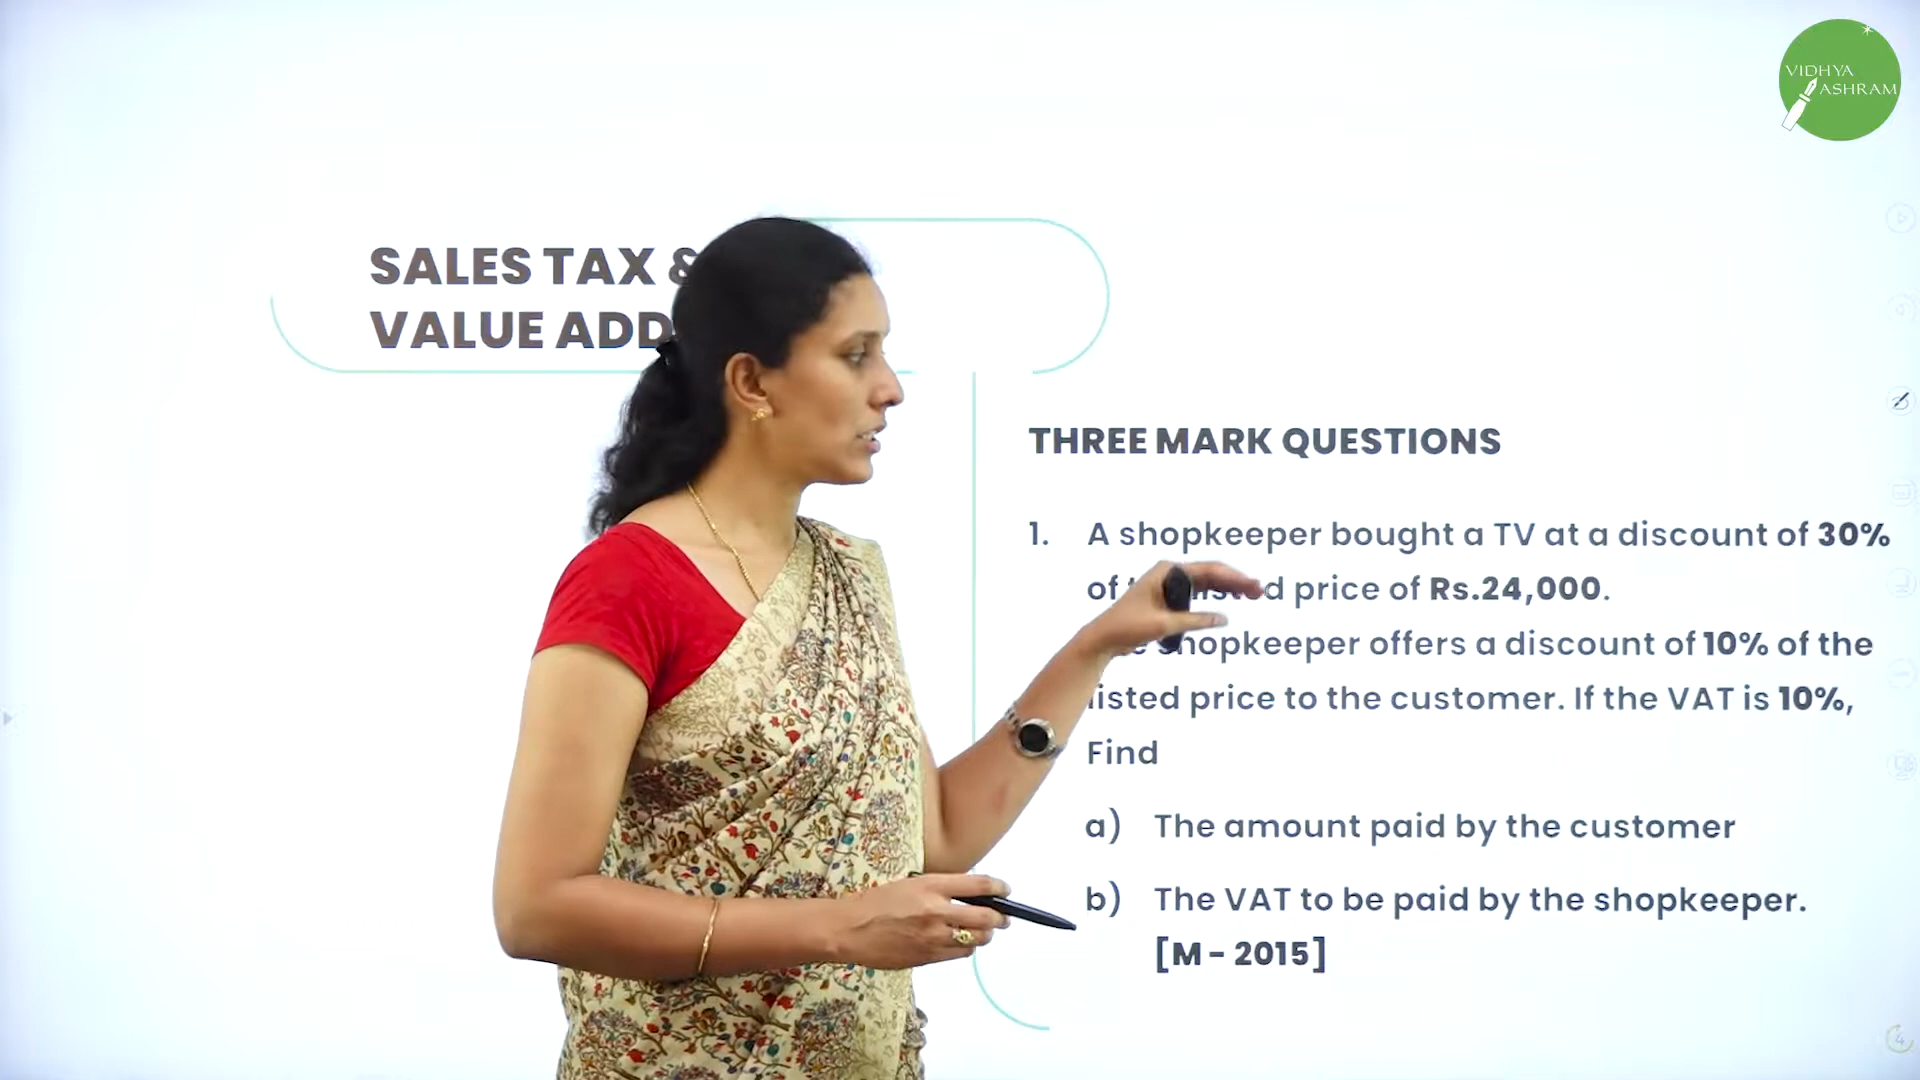 VIDHYA
ASHRAM
SALES TAX &
VALUE ADD
THREE MARK QUESTIONS
1. A shopkeeper bought a TV at a discount of 30%
of listed price of Rs.24,000.
shopkeeper offers a discount of 10% of the
listed price to the customer. If the VAT is 10%,
Find
a) The amount paid by the customer
b) The VAT to be paid by the shopkeeper.
[M - 2015]